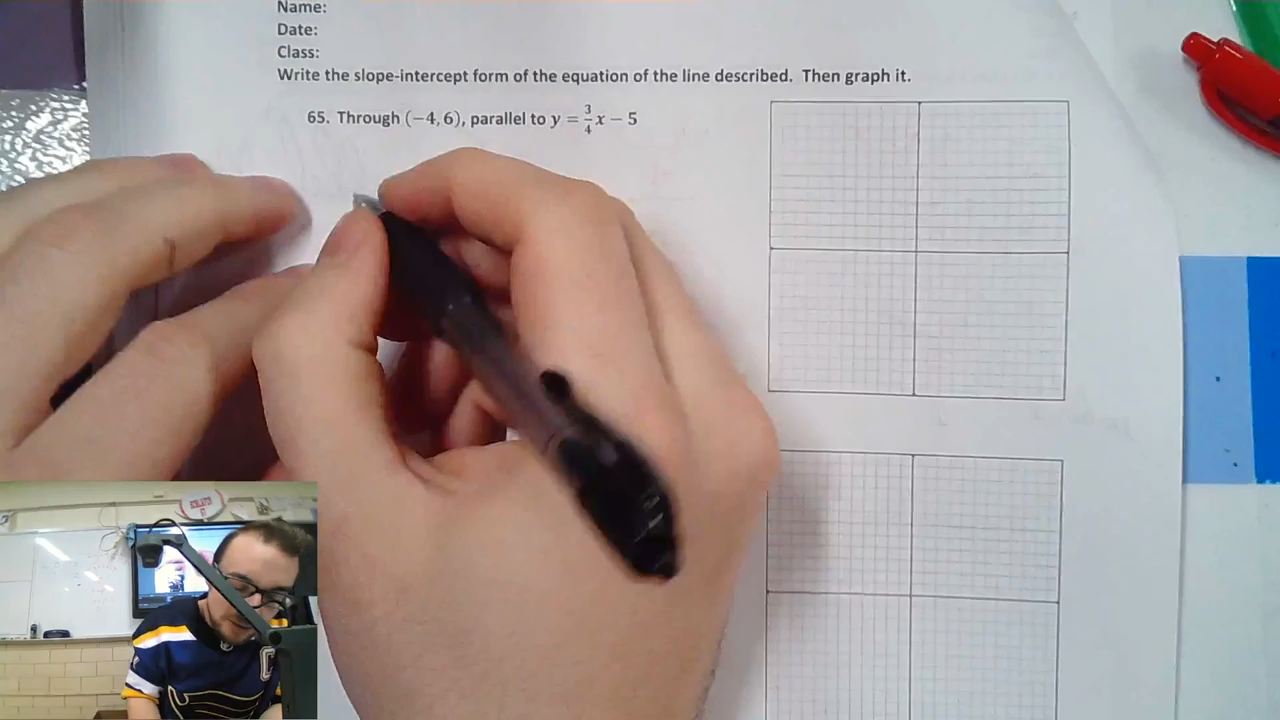 Name:
Date:
Class:
Write the slope-intercept form of the equation of the line described. Then graph it.
65. Through (−4, 6), parallel to y = 3/4 x − 5